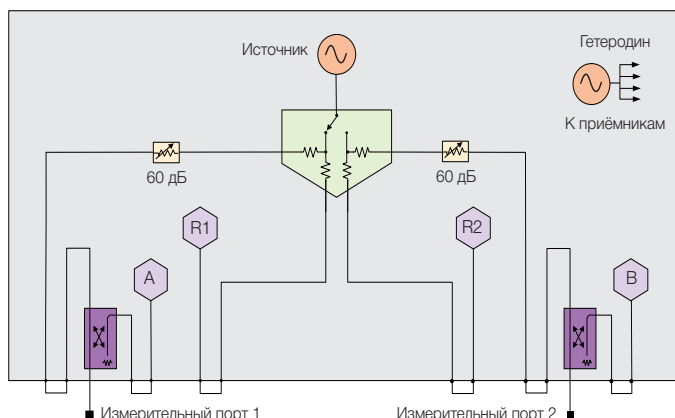 Источник
Гетеродин
К приёмникам
60 дБ
60 дБ
R1
R2
A
B
Измерительный порт 1
Измерительный порт 2